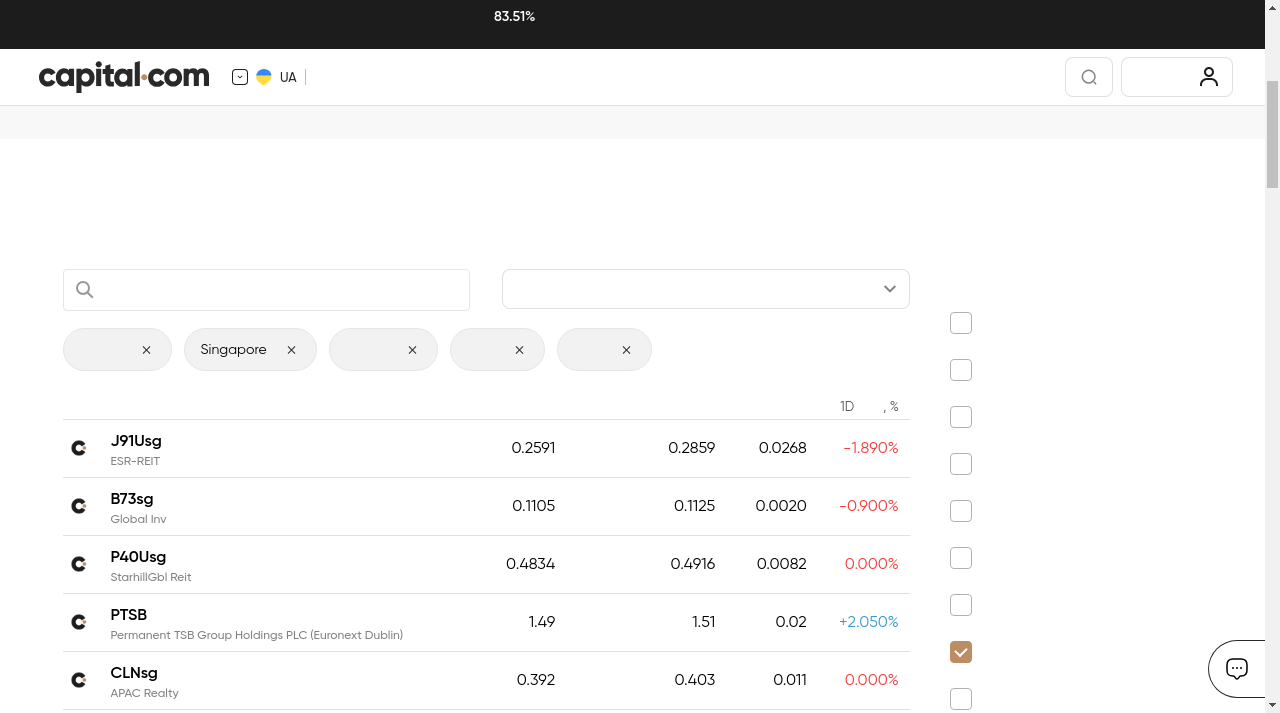 83.51%
capital.com
UA
Singapore
1D , %
J91Usg 0.2591 0.2859 0.0268 -1.890%
ESR-REIT
B73sg 0.1105 0.1125 0.0020 -0.900%
Global Inv
P40Usg 0.4834 0.4916 0.0082 0.000%
StarhillGbl Reit
PTSB 1.49 1.51 0.02 +2.050%
Permanent TSB Group Holdings PLC (Euronext Dublin)
CLNsg 0.392 0.403 0.011 0.000%
APAC Realty